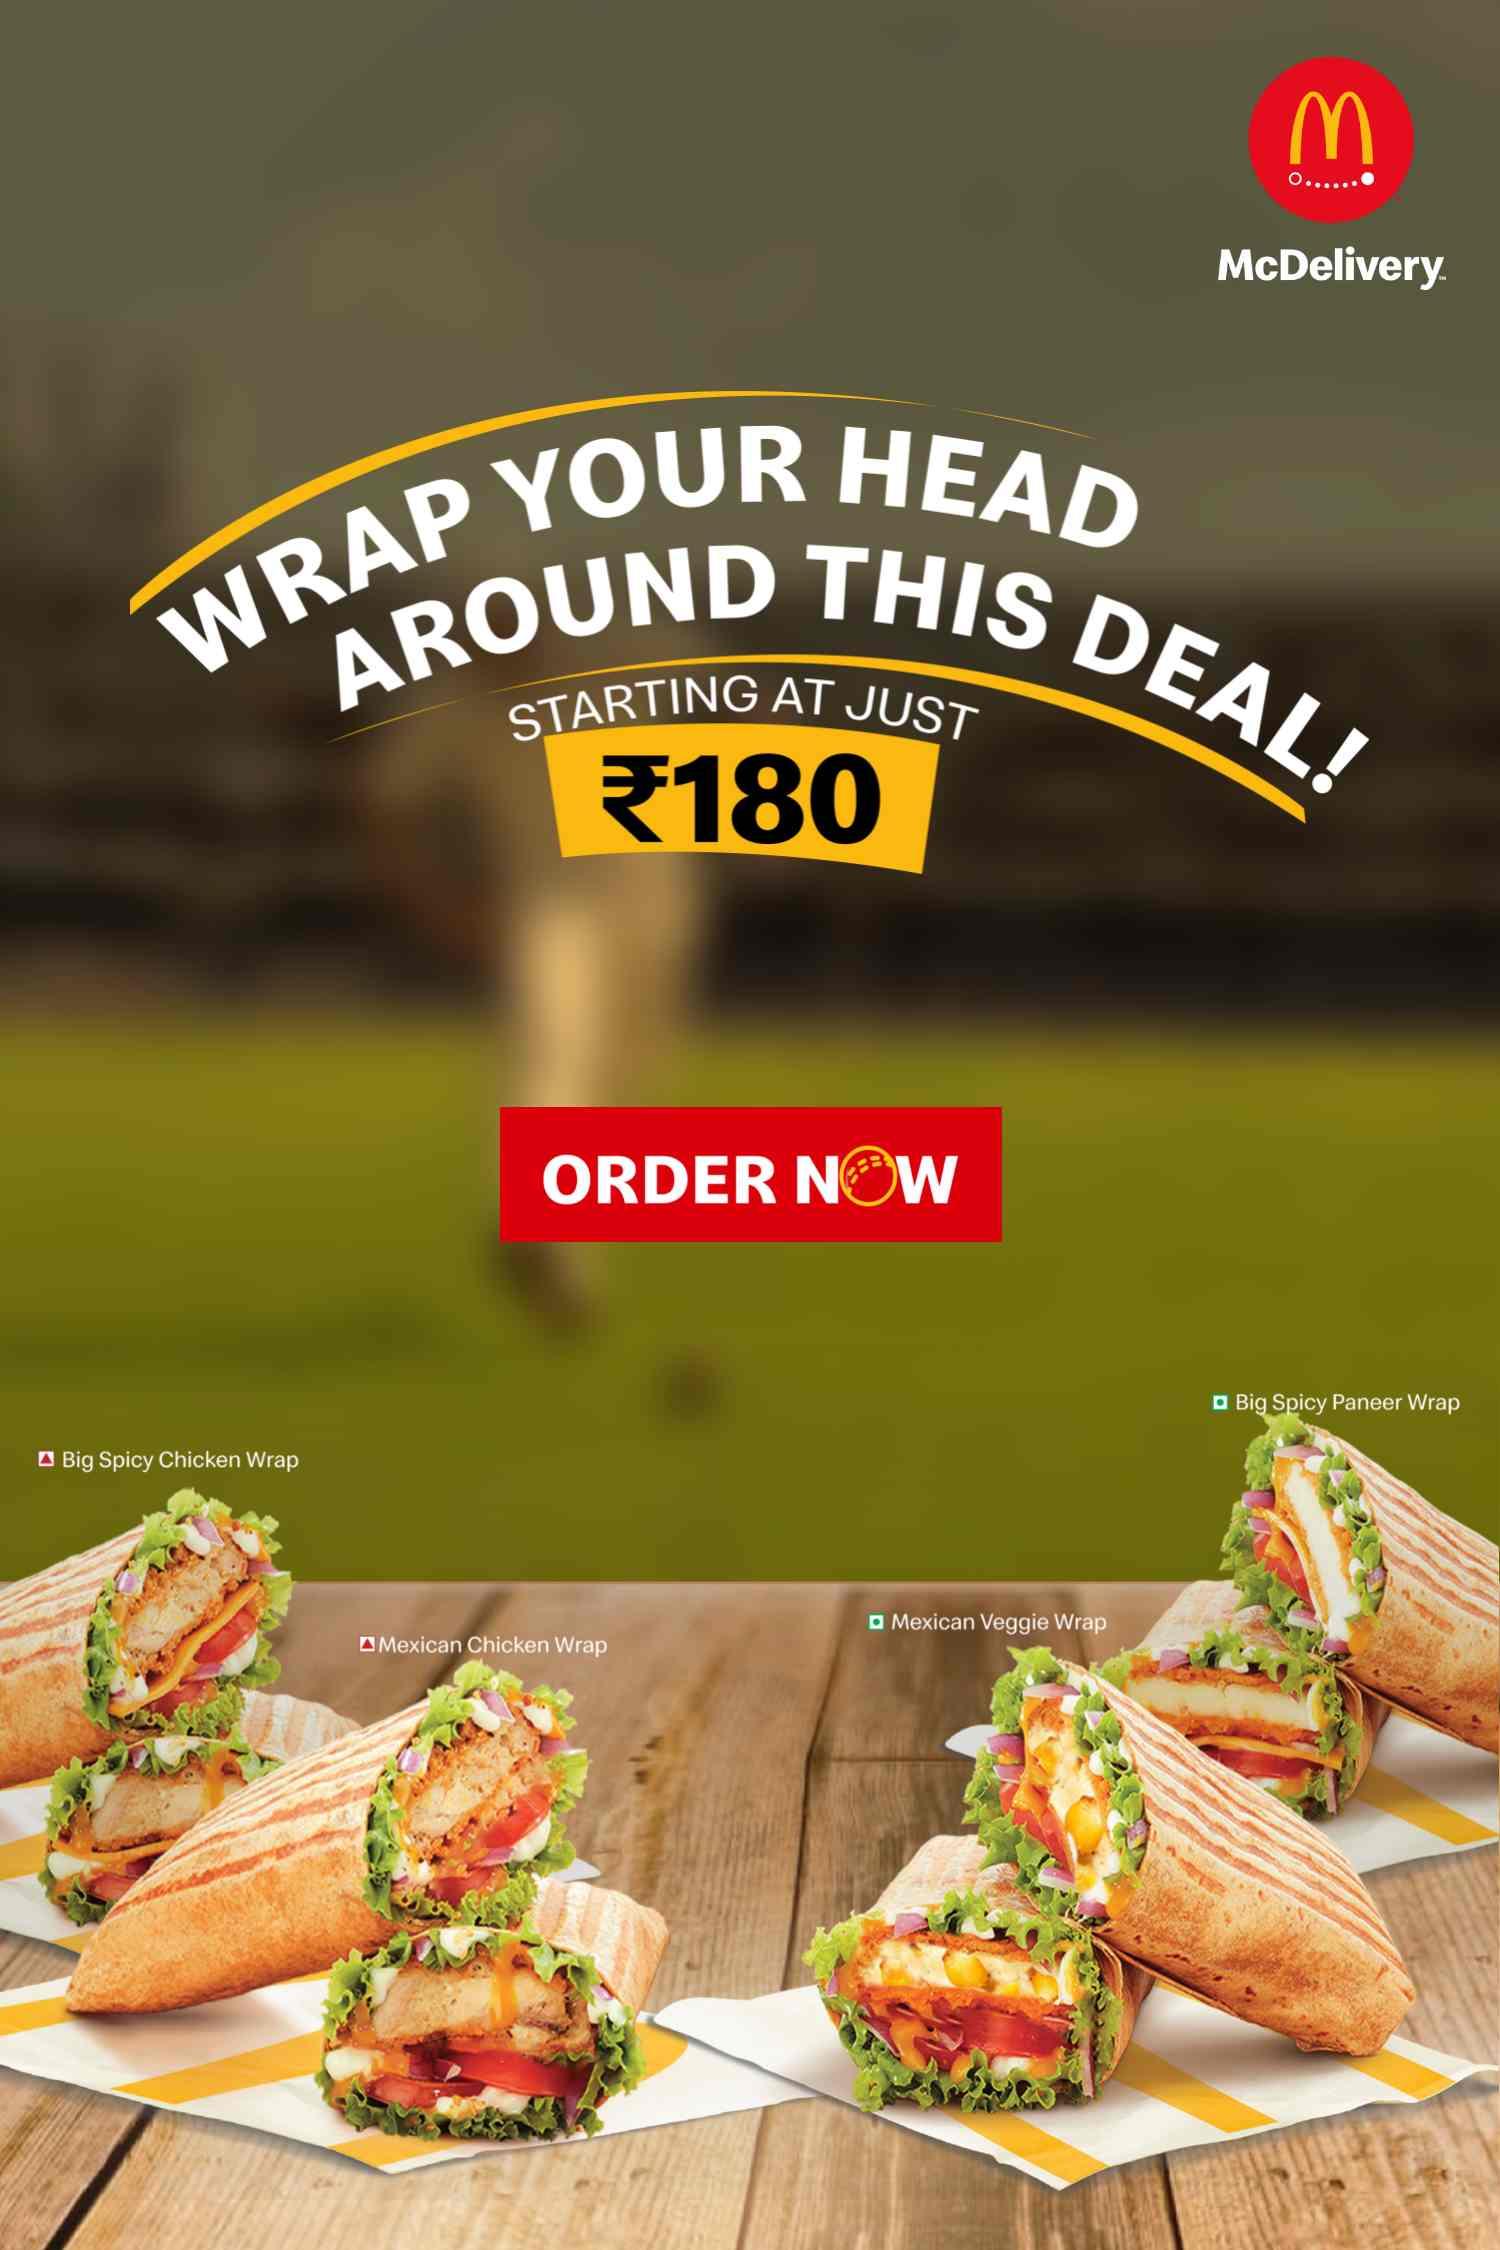 McDelivery™
WRAP YOUR HEAD
AROUND THIS DEAL!
STARTING AT JUST
₹180
ORDER NOW
Big Spicy Paneer Wrap
Big Spicy Chicken Wrap
Mexican Veggie Wrap
Mexican Chicken Wrap